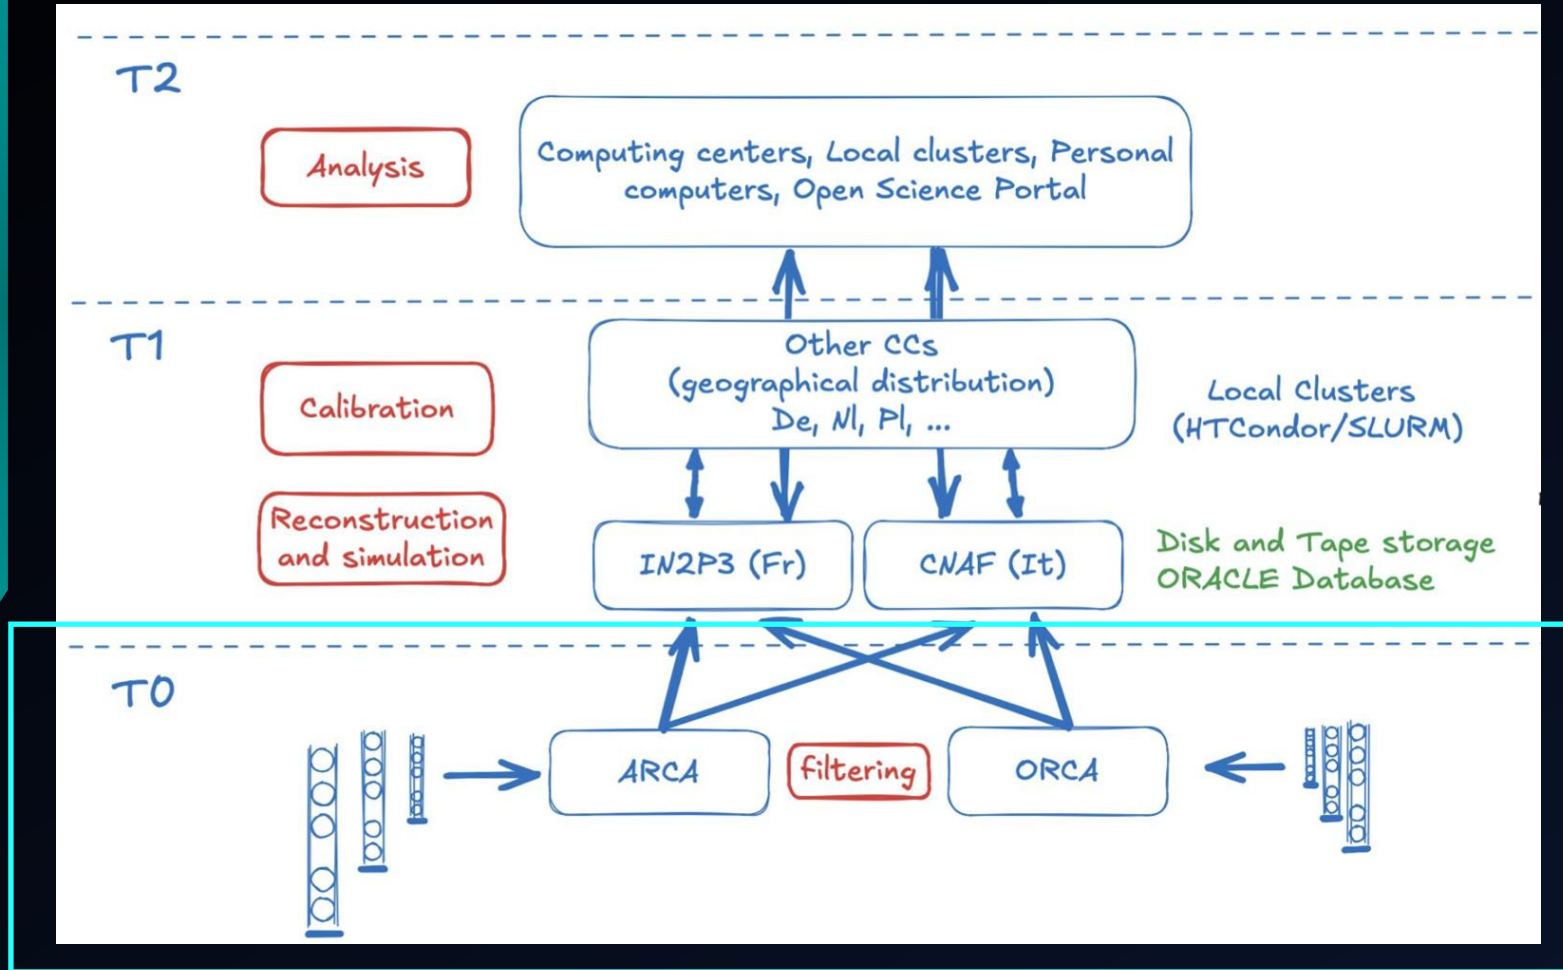 T2
Analysis
Computing centers, Local clusters, Personal
computers, Open Science Portal
T1
Calibration
Other CCs
(geographical distribution)
De, Nl, Pl, ...
Local Clusters
(HTCondor/SLURM)
Reconstruction
and simulation
IN2P3 (Fr)
CNAF (It)
Disk and Tape storage
ORACLE Database
T0
ARCA
filtering
ORCA